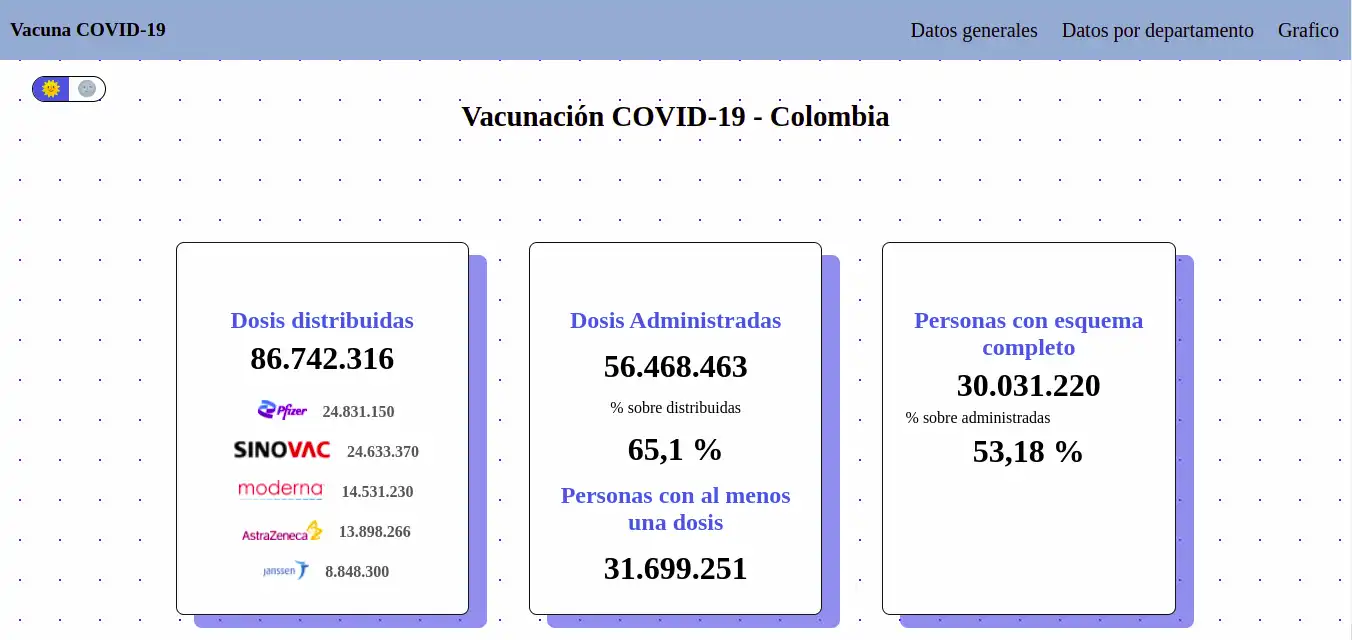 Vacuna COVID-19
Datos generales Datos por departamento Grafico
Vacunación COVID-19 - Colombia
Dosis distribuidas
86.742.316
Pfizer 24.831.150
SINOVAC 24.633.370
moderna 14.531.230
AstraZeneca 13.898.266
janssen 8.848.300
Dosis Administradas
56.468.463
% sobre distribuidas
65,1 %
Personas con al menos
una dosis
31.699.251
Personas con esquema
completo
30.031.220
% sobre administradas
53,18 %